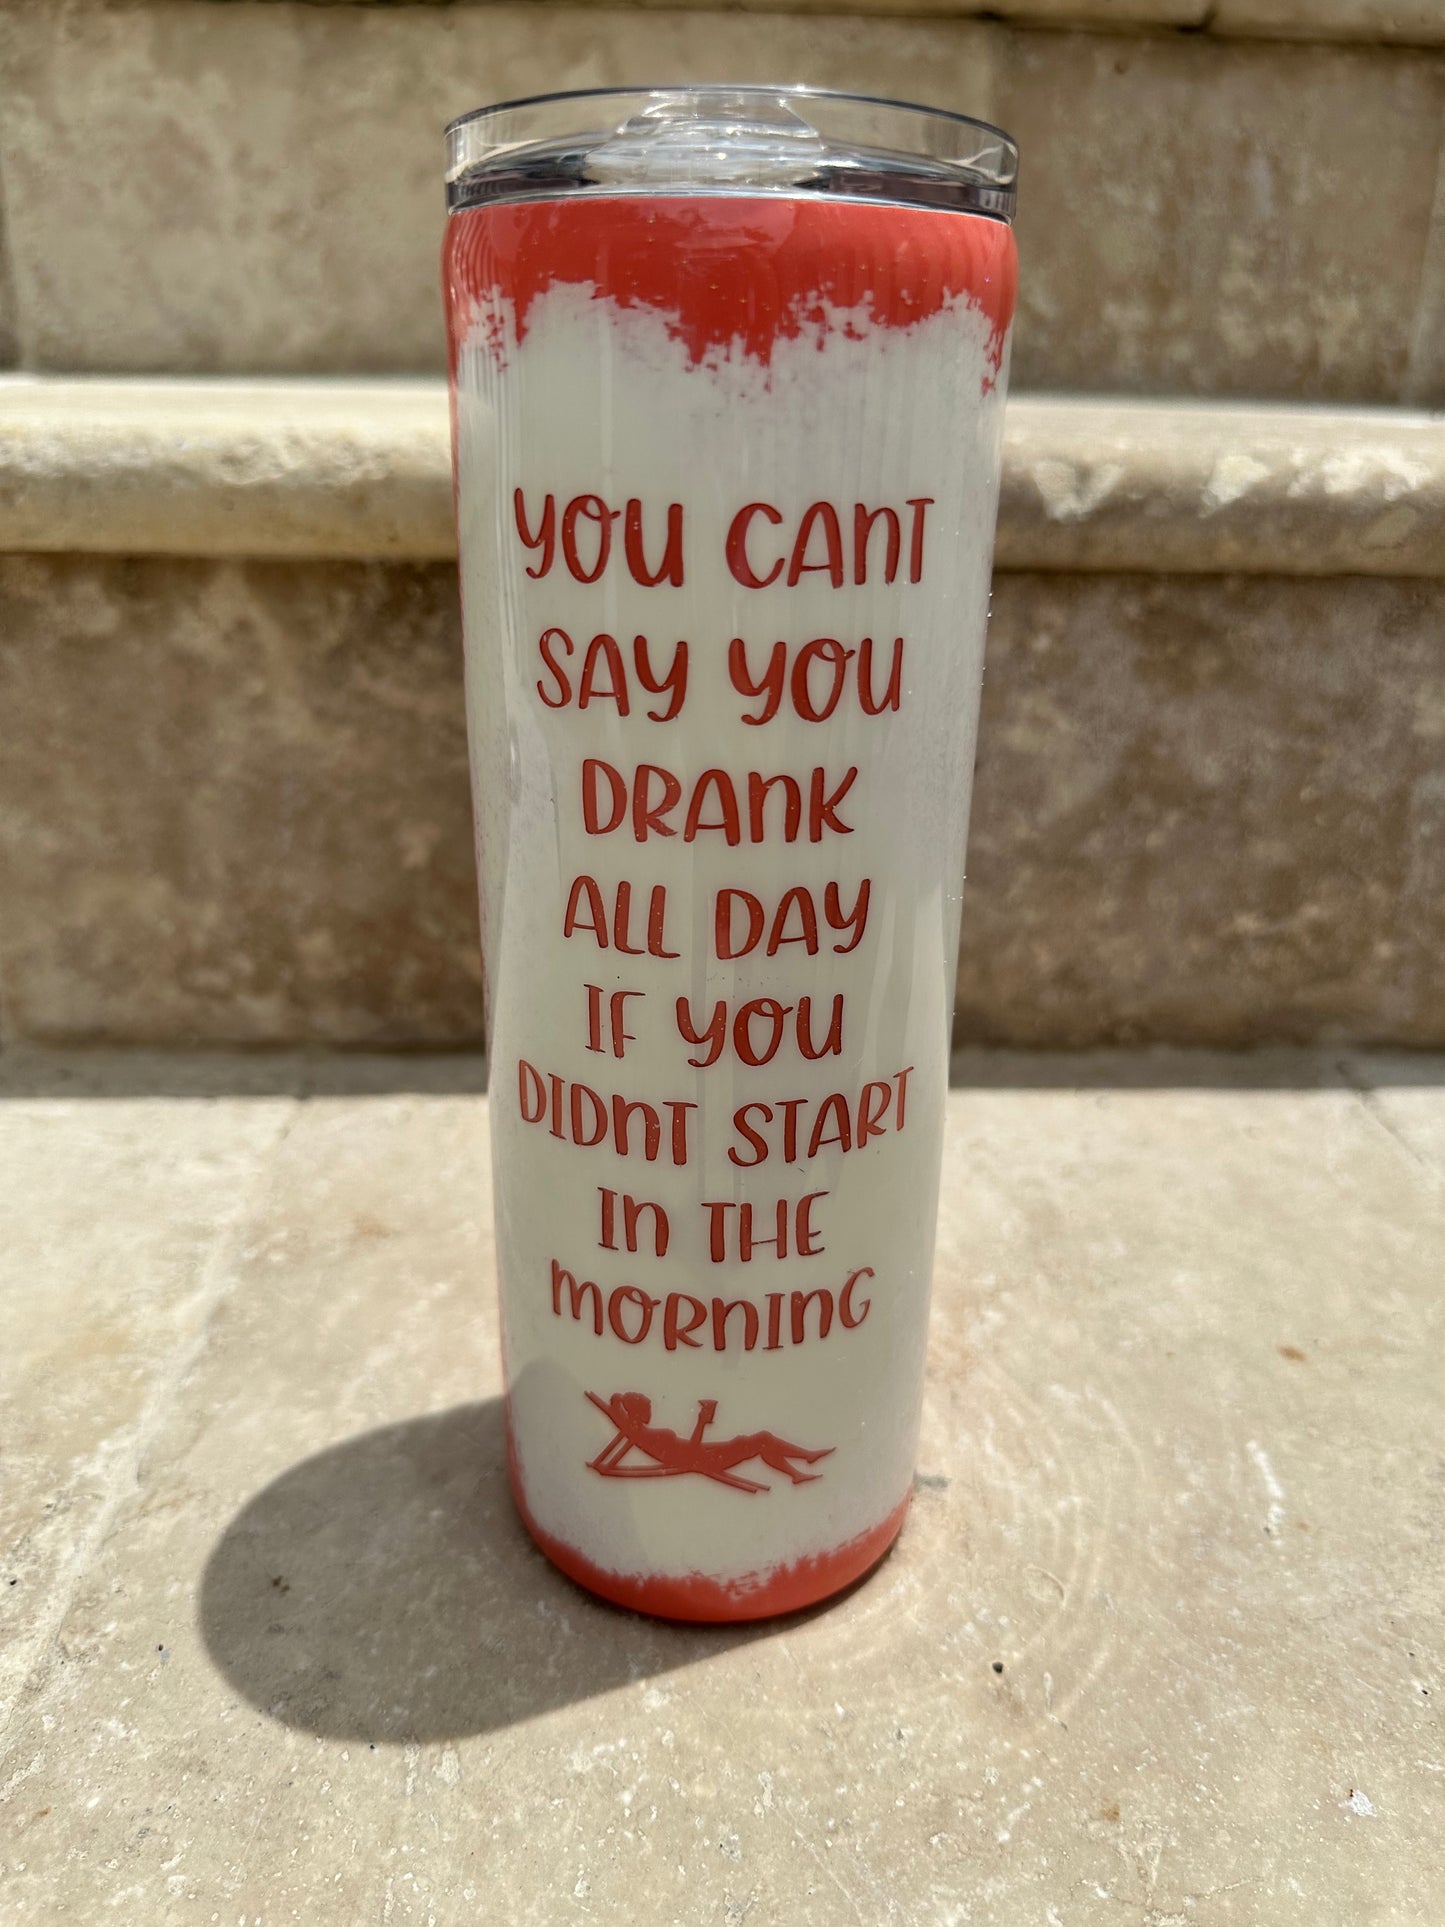 YOU CANT
SAY YOU
DRANK
ALL DAY
IF YOU
DIDNT START
IN THE
MORNING